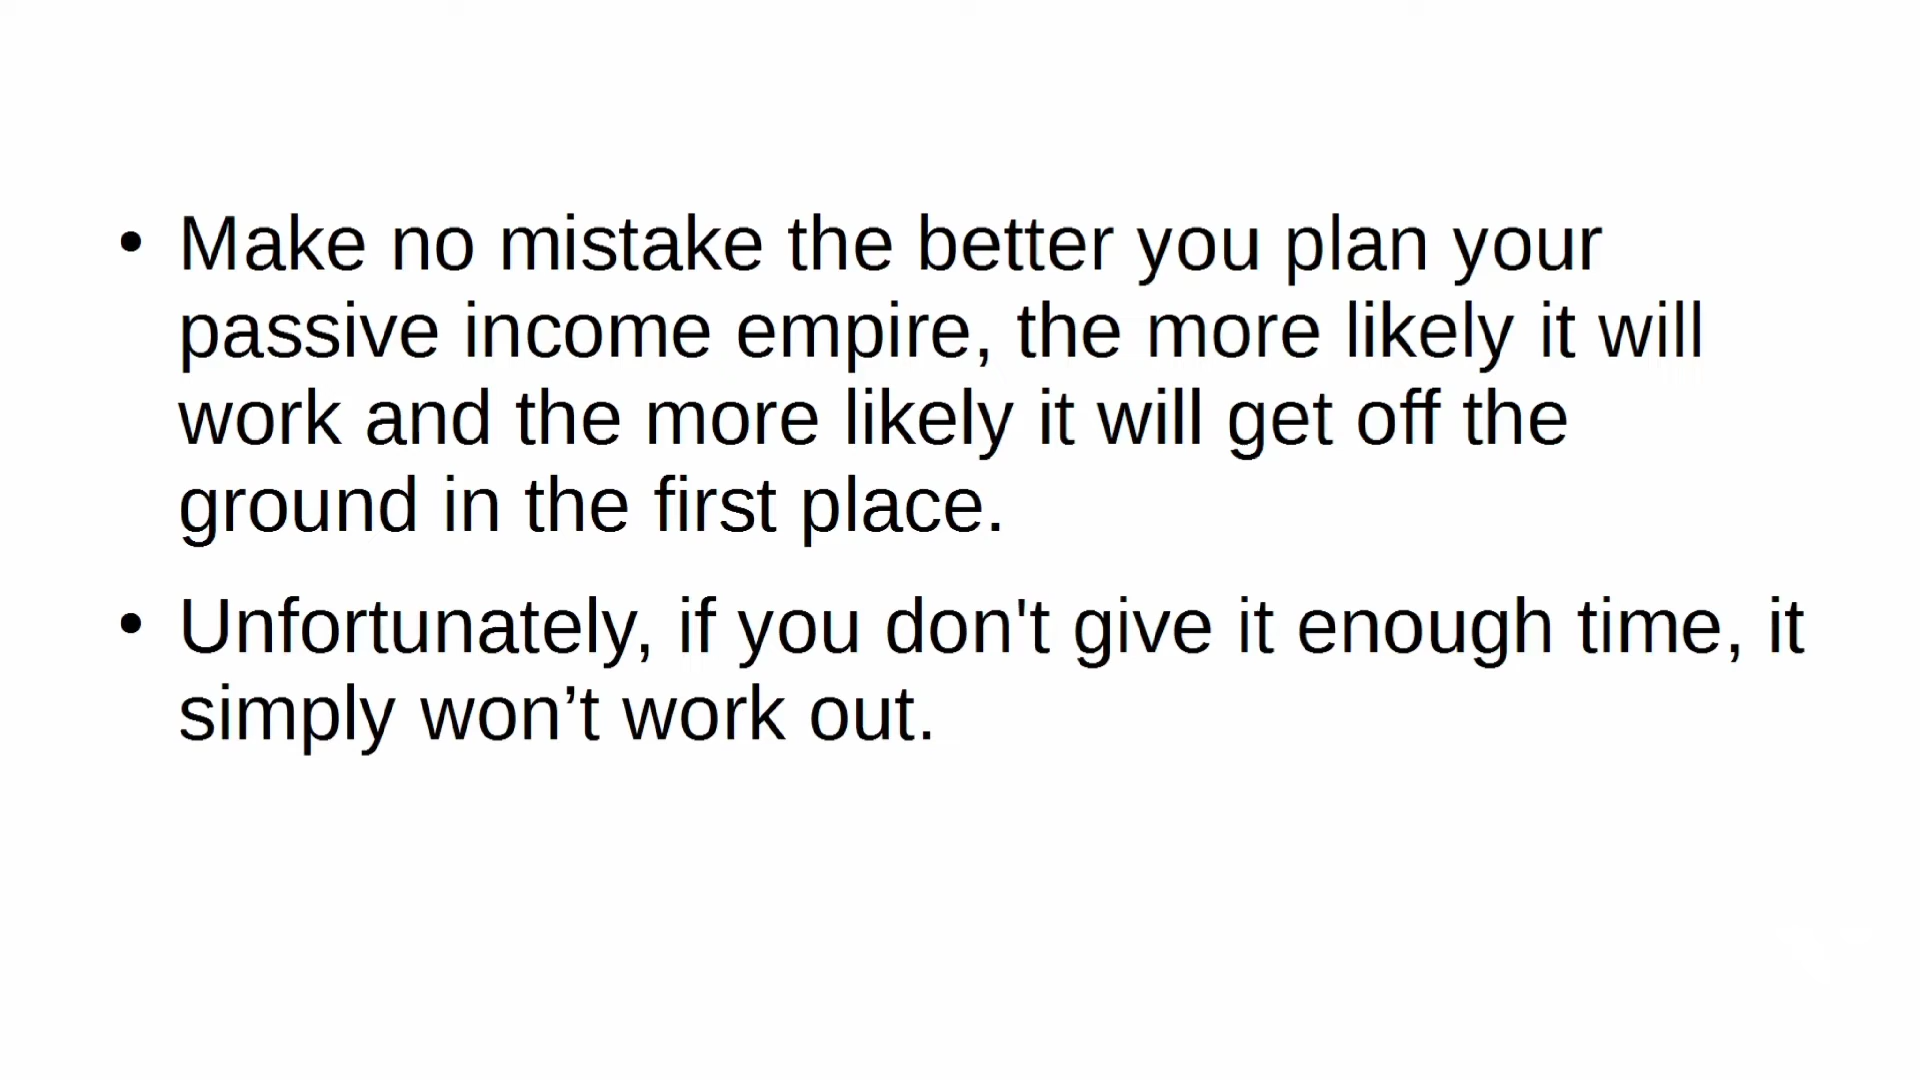 • Make no mistake the better you plan your
passive income empire, the more likely it will
work and the more likely it will get off the
ground in the first place.
• Unfortunately, if you don't give it enough time, it
simply won’t work out.